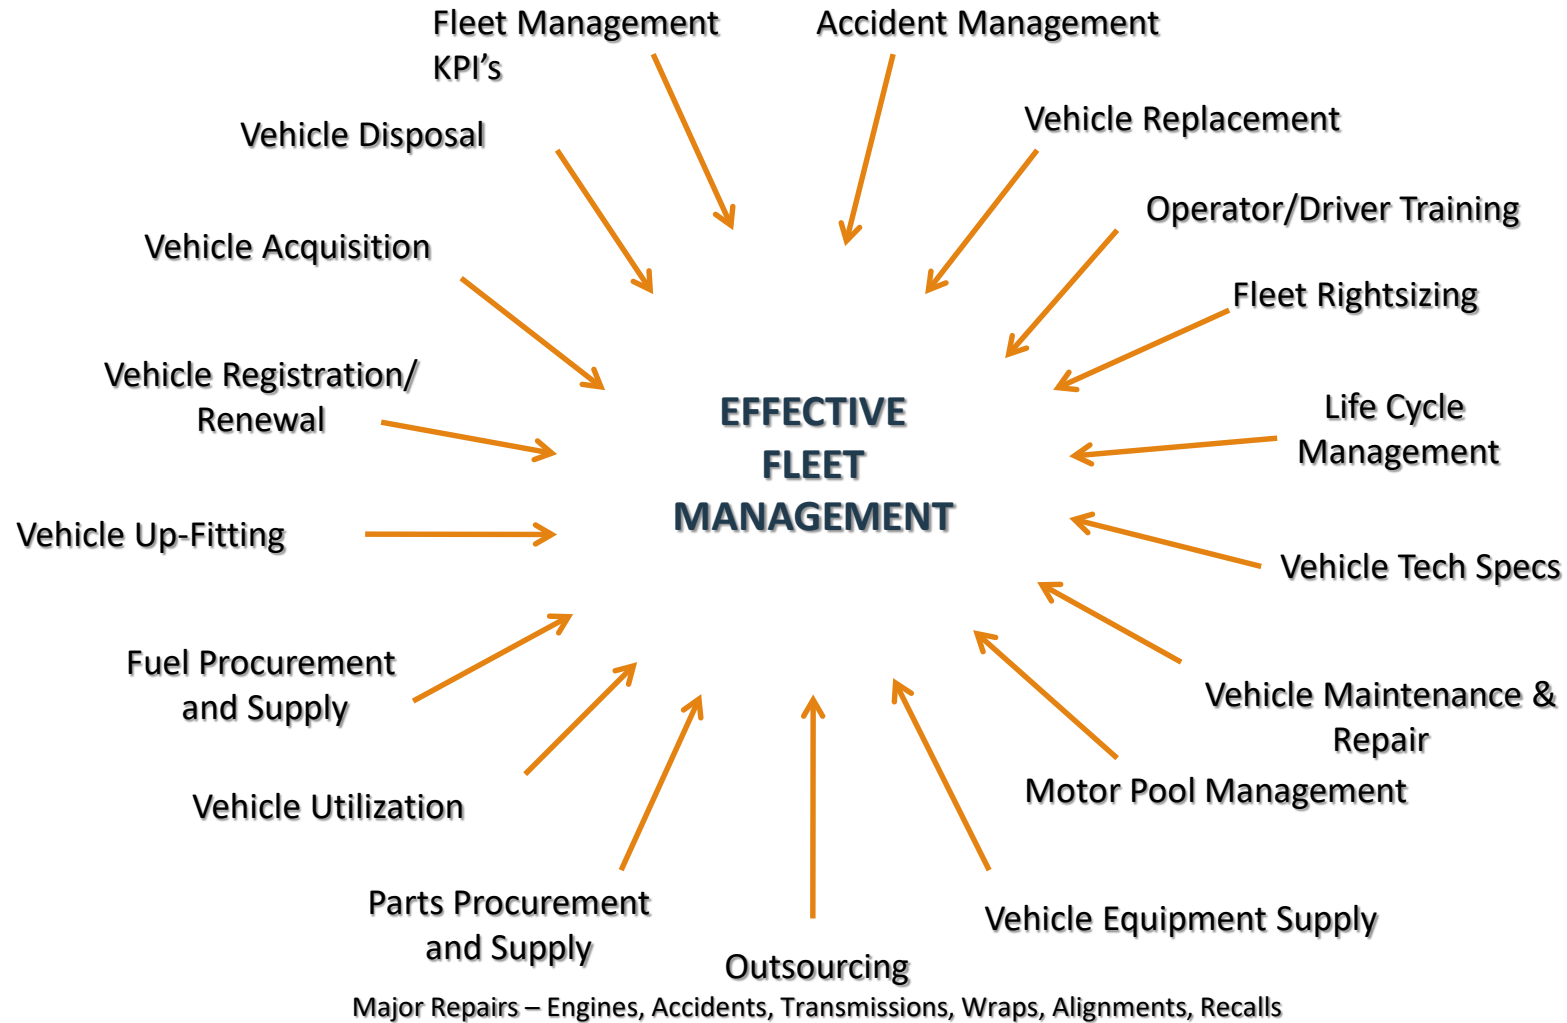 Fleet Management
KPI’s
Accident Management
Vehicle Disposal
Vehicle Replacement
Operator/Driver Training
Vehicle Acquisition
Fleet Rightsizing
Vehicle Registration/
Renewal
EFFECTIVE
FLEET
MANAGEMENT
Life Cycle
Management
Vehicle Up-Fitting
Vehicle Tech Specs
Fuel Procurement
and Supply
Vehicle Maintenance &
Repair
Vehicle Utilization
Motor Pool Management
Parts Procurement
and Supply
Vehicle Equipment Supply
Outsourcing
Major Repairs – Engines, Accidents, Transmissions, Wraps, Alignments, Recalls